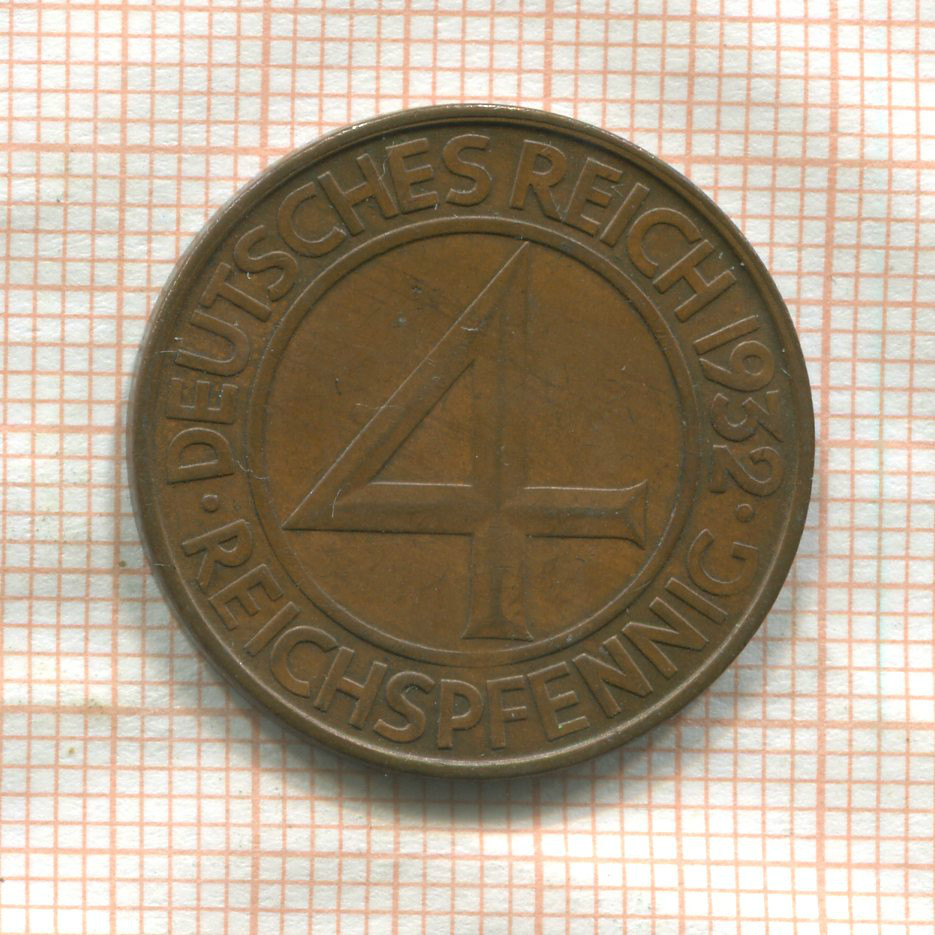 DEUTSCHES REICH 1932
4
· REICHSPFENNIG ·